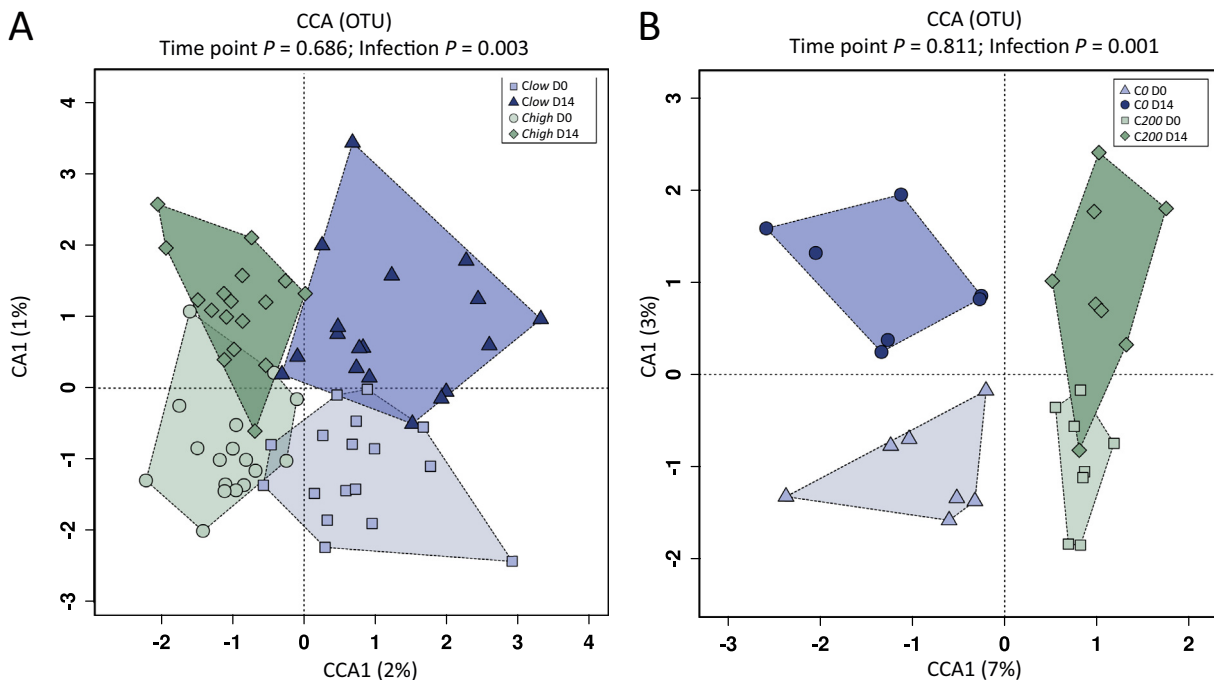 A
CCA (OTU)
Time point P = 0.686; Infection P = 0.003
Clow D0
Clow D14
Chigh D0
Chigh D14
4
3
2
1
0
-1
-2
-3
CA1 (1%)
-2
-1
0
1
2
3
4
CCA1 (2%)
B
CCA (OTU)
Time point P = 0.811; Infection P = 0.001
C0 D0
C0 D14
C200 D0
C200 D14
3
2
1
0
-1
-2
CA1 (3%)
-3
-2
-1
0
1
2
CCA1 (7%)